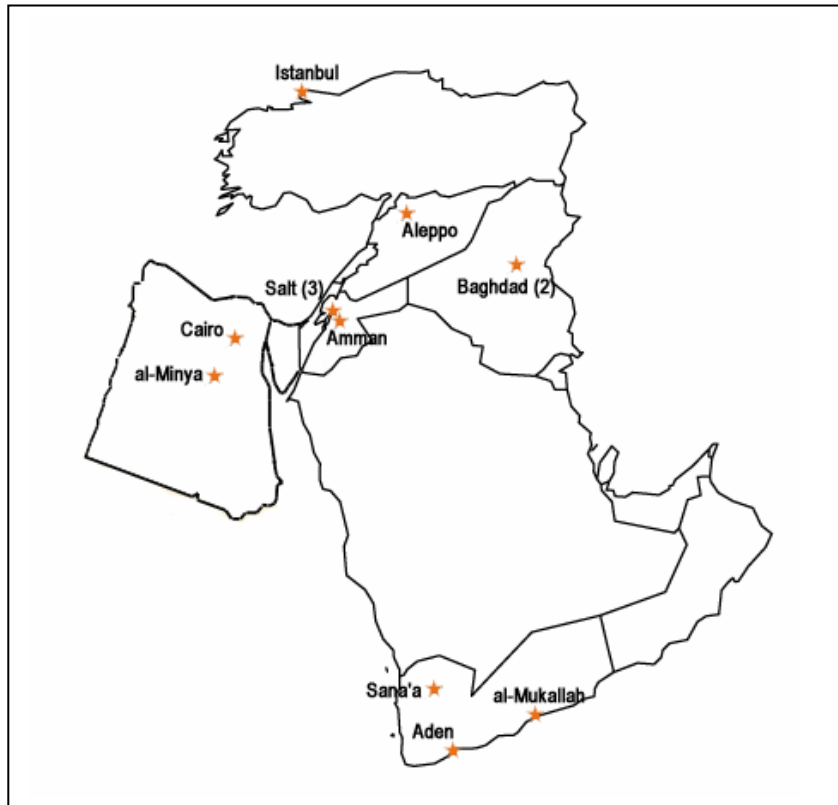 Istanbul
Aleppo
Salt (3)
Baghdad (2)
Cairo
Amman
al-Minya
Sana'a
al-Mukallah
Aden